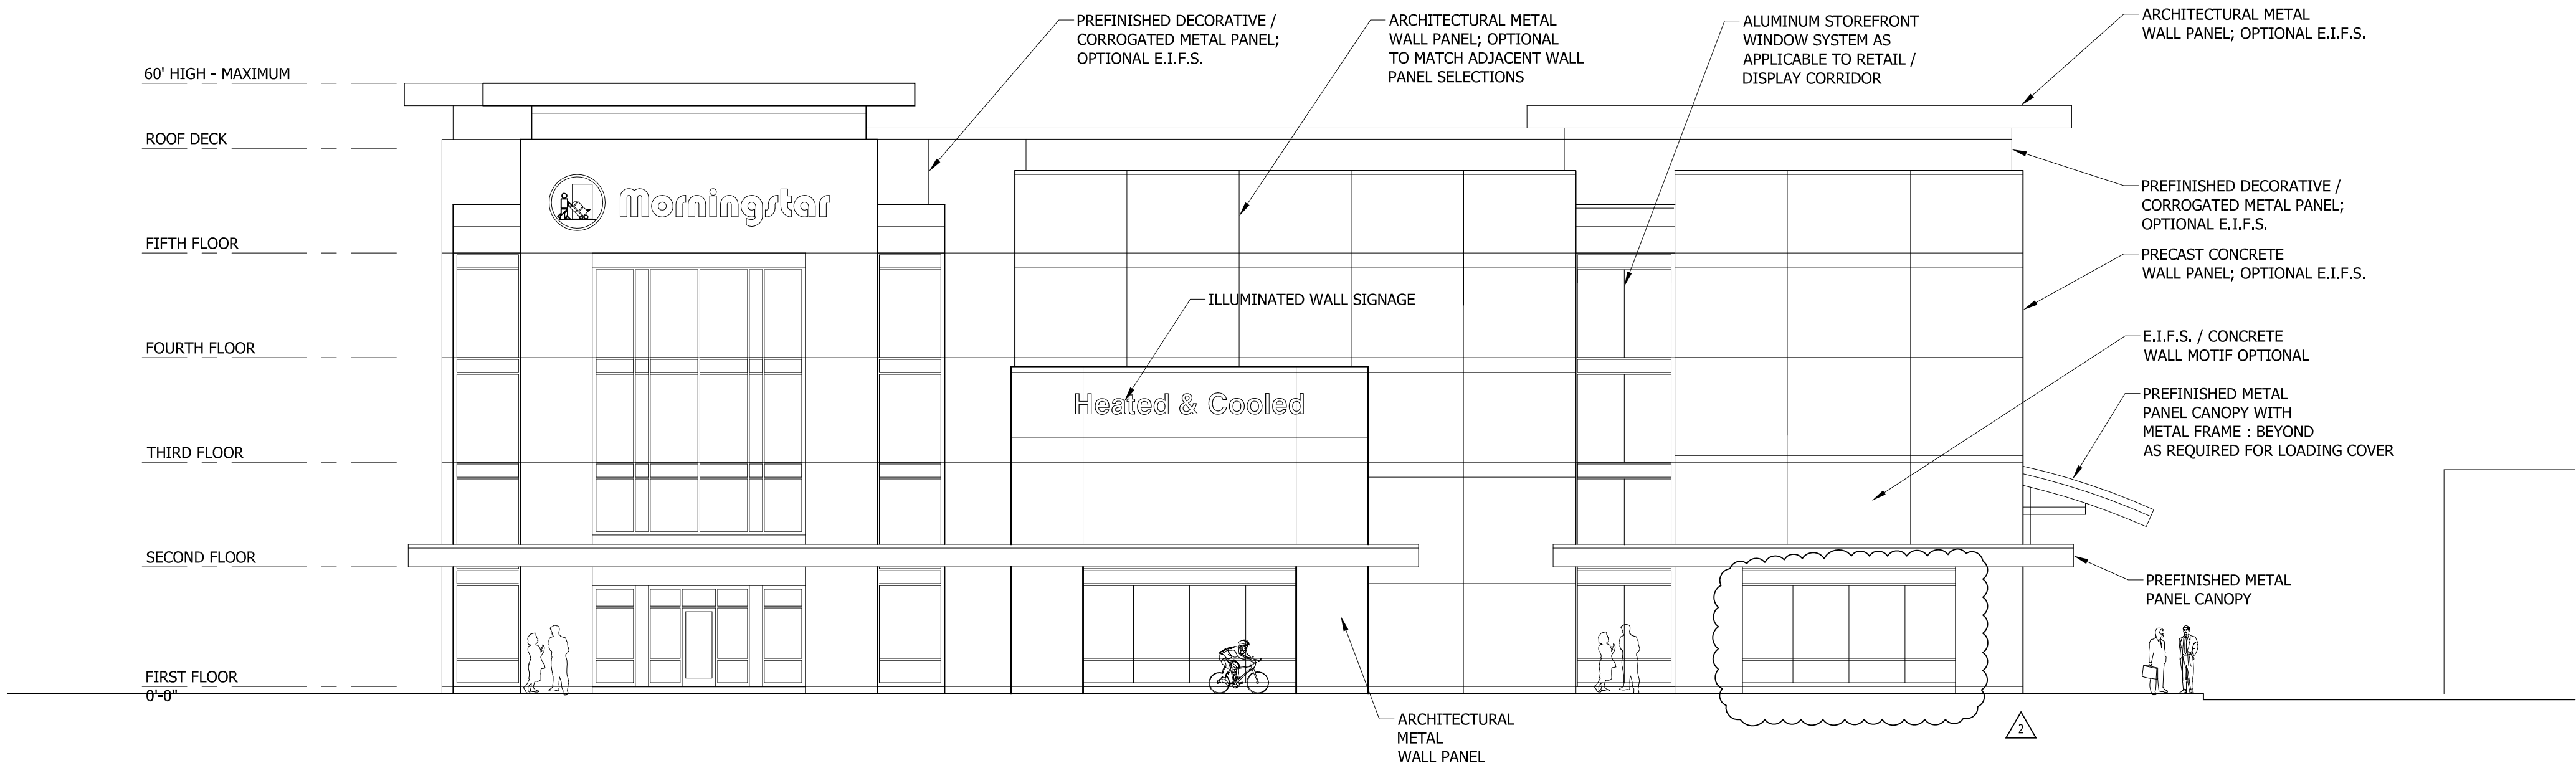 PREFINISHED DECORATIVE /
CORROGATED METAL PANEL;
OPTIONAL E.I.F.S.
ARCHITECTURAL METAL
WALL PANEL; OPTIONAL
TO MATCH ADJACENT WALL
PANEL SELECTIONS
ALUMINUM STOREFRONT
WINDOW SYSTEM AS
APPLICABLE TO RETAIL /
DISPLAY CORRIDOR
ARCHITECTURAL METAL
WALL PANEL; OPTIONAL E.I.F.S.
60' HIGH - MAXIMUM
ROOF DECK
Morningstar
PREFINISHED DECORATIVE /
CORROGATED METAL PANEL;
OPTIONAL E.I.F.S.
FIFTH FLOOR
PRECAST CONCRETE
WALL PANEL; OPTIONAL E.I.F.S.
ILLUMINATED WALL SIGNAGE
FOURTH FLOOR
E.I.F.S. / CONCRETE
WALL MOTIF OPTIONAL
Heated & Cooled
PREFINISHED METAL
PANEL CANOPY WITH
METAL FRAME : BEYOND
AS REQUIRED FOR LOADING COVER
THIRD FLOOR
SECOND FLOOR
PREFINISHED METAL
PANEL CANOPY
FIRST FLOOR
0'-0"
ARCHITECTURAL
METAL
WALL PANEL
2